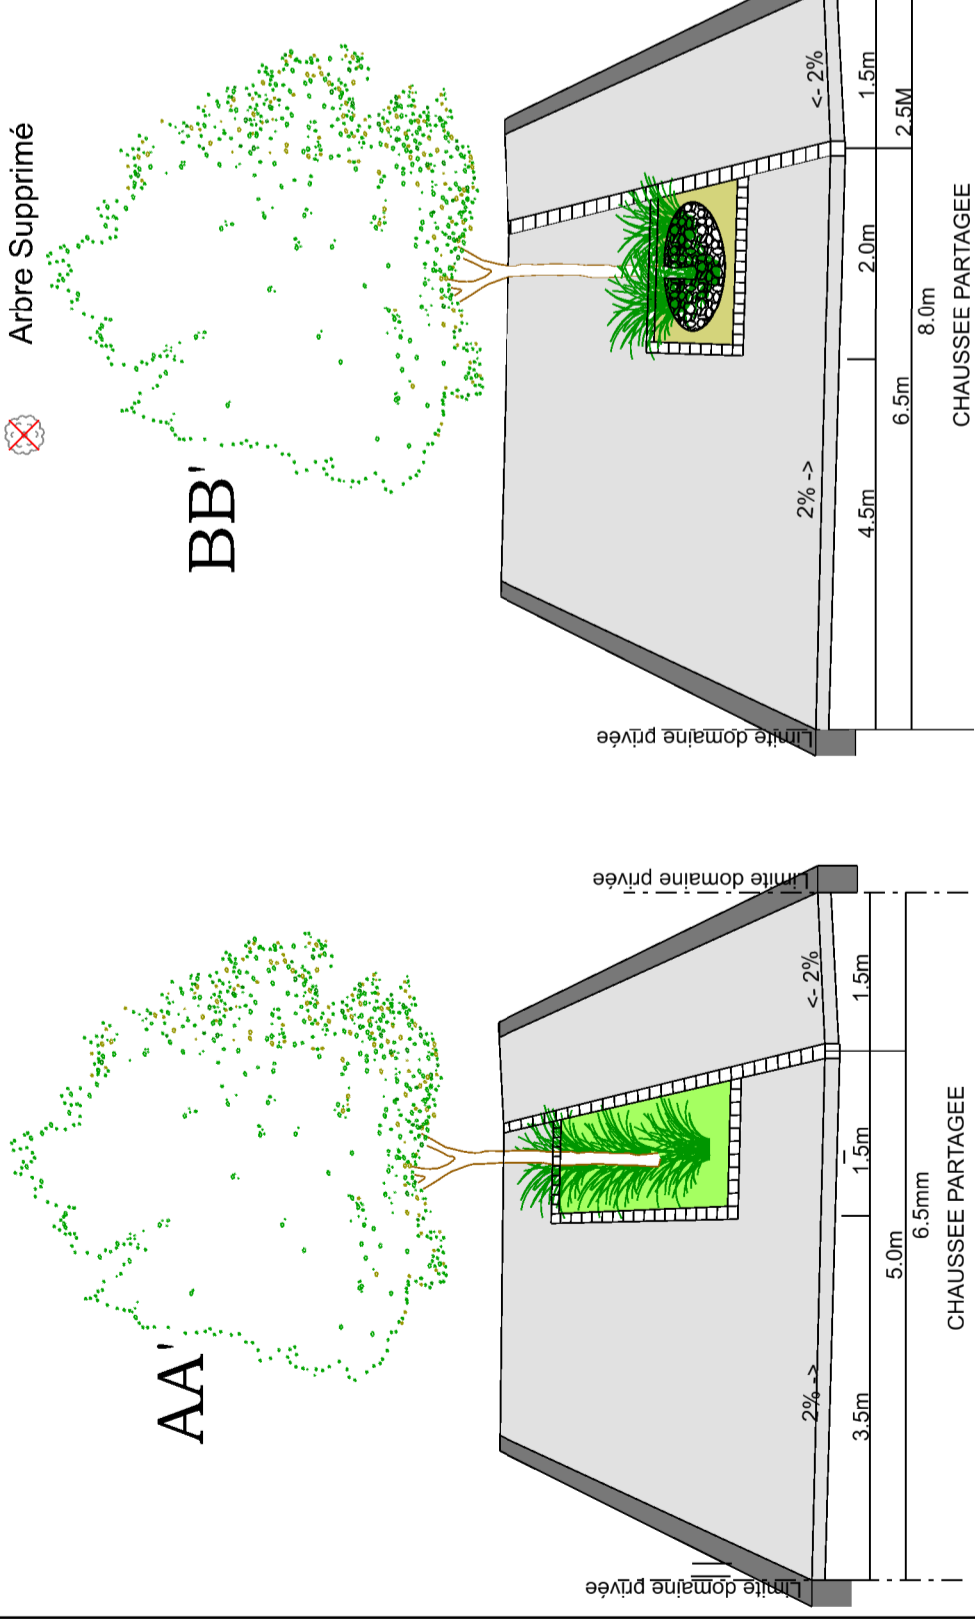 Arbre Supprimé
AA'
Limite domaine privée
Limite domaine privée
2% ->
<- 2%
3.5m
1.5m
1.5m
5.0m
6.5mm
CHAUSSEE PARTAGEE
BB'
Limite domaine privée
2% ->
<- 2%
4.5m
2.0m
1.5m
6.5m
2.5M
8.0m
CHAUSSEE PARTAGEE